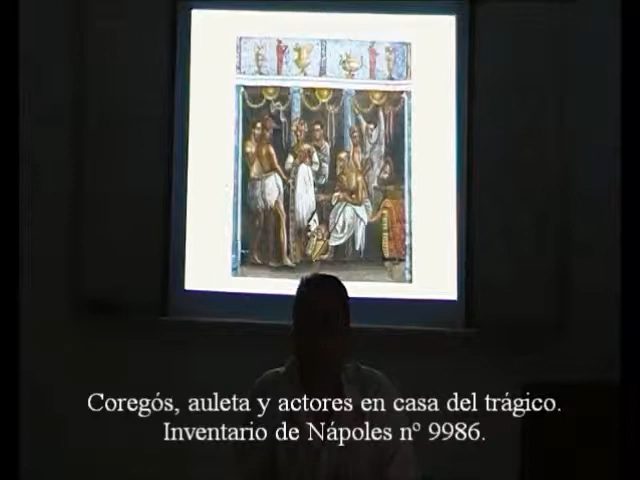 Coregós, auleta y actores en casa del trágico.
Inventario de Nápoles nº 9986.